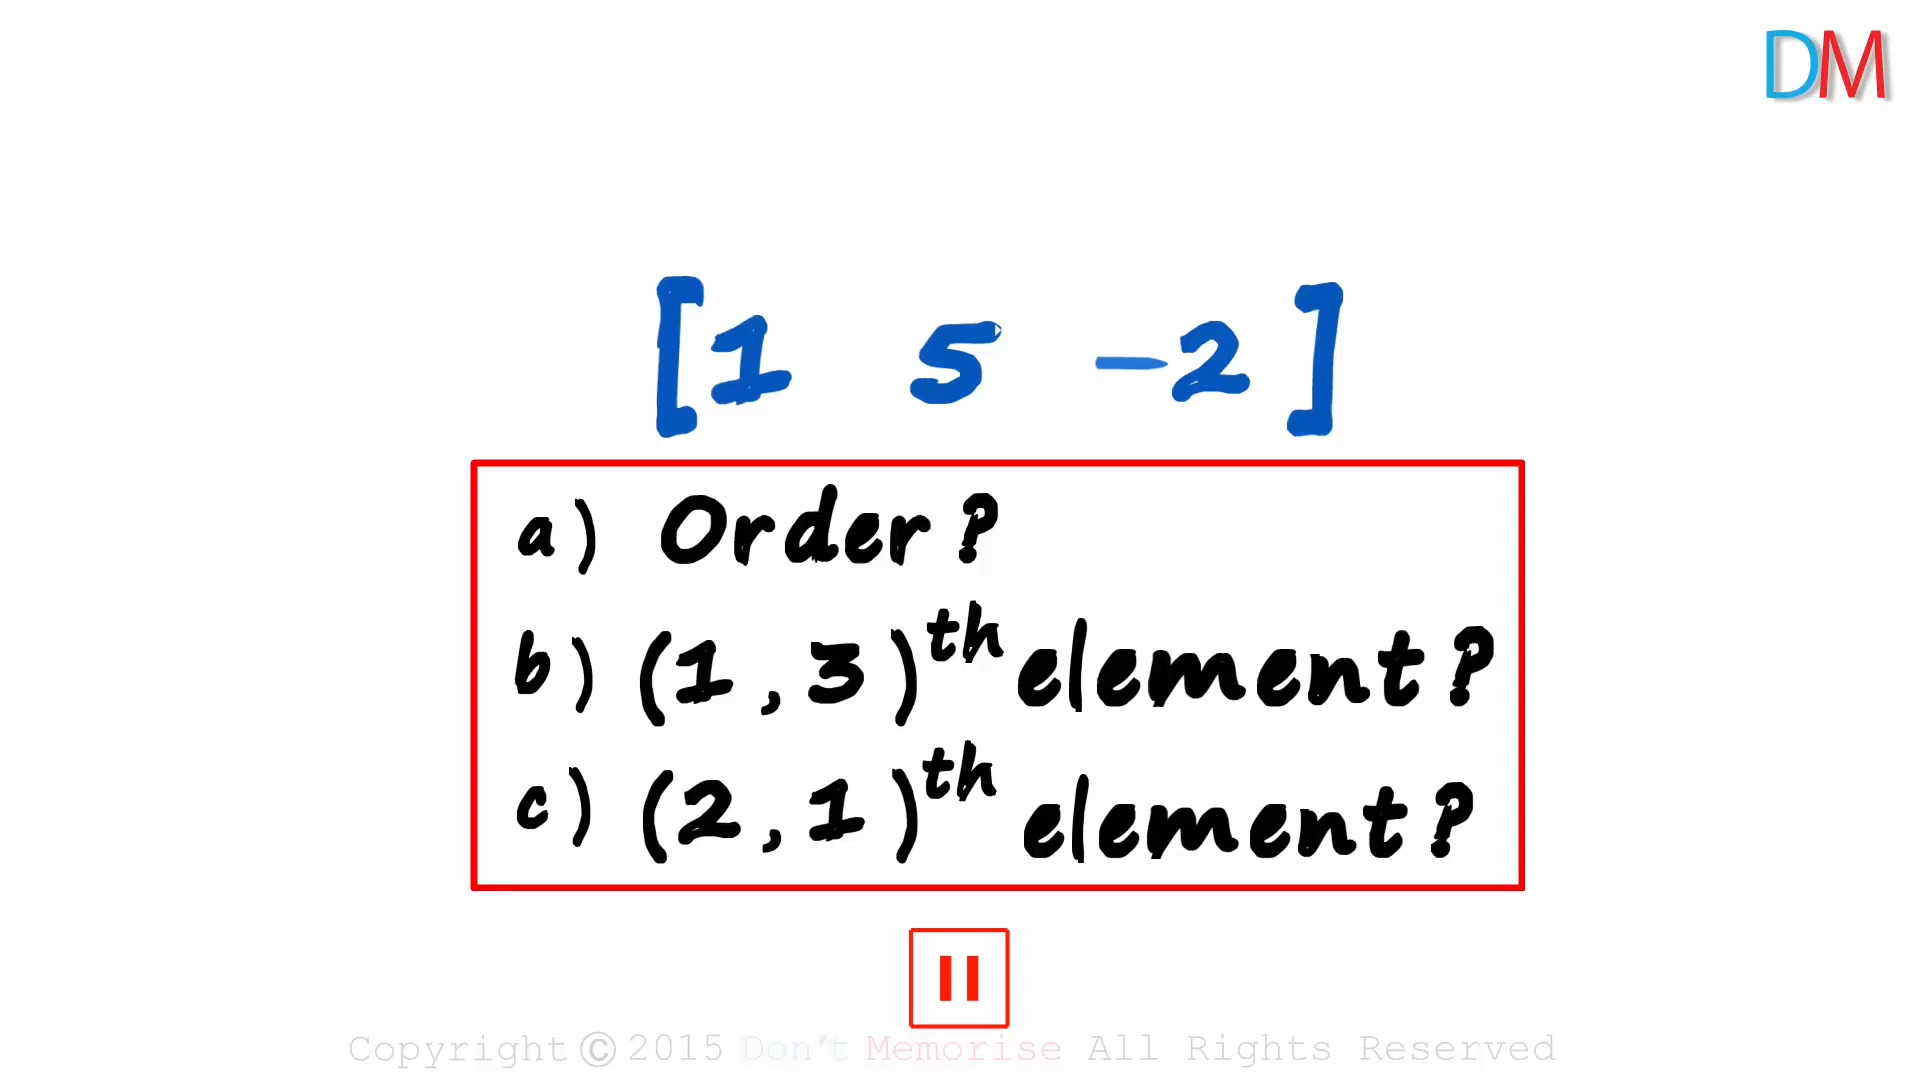 DM
[1 5 -2]
a) Order?
b) (1,3)th element?
c) (2,1)th element?
Copyright © 2015 Don't Memorise All Rights Reserved